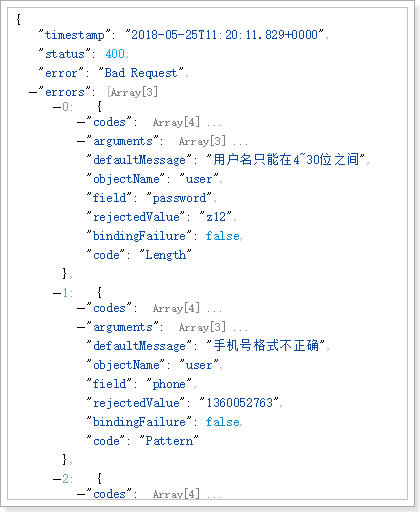 {
"timestamp": "2018-05-25T11:20:11.829+0000",
"status": 400,
"error": "Bad Request",
—"errors": [Array[3]
—0: {
—"codes": Array[4] ...
—"arguments": Array[3] ...
"defaultMessage": "用户名只能在4~30位之间",
"objectName": "user",
"field": "password",
"rejectedValue": "z12",
"bindingFailure": false,
"code": "Length"
},
—1: {
—"codes": Array[4] ...
—"arguments": Array[3] ...
"defaultMessage": "手机号格式不正确",
"objectName": "user",
"field": "phone",
"rejectedValue": "1360052763",
"bindingFailure": false,
"code": "Pattern"
},
—2: {
—"codes": Array[4] ...